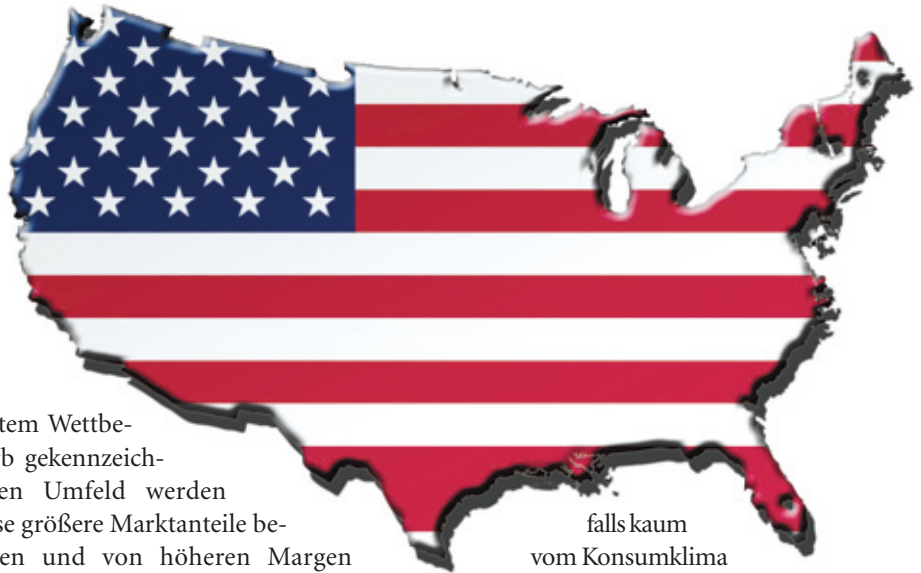 tem Wettbe-
b gekennzeich-
en Umfeld werden
se größere Marktanteile be-
en und von höheren Margen
falls kaum
vom Konsumklima